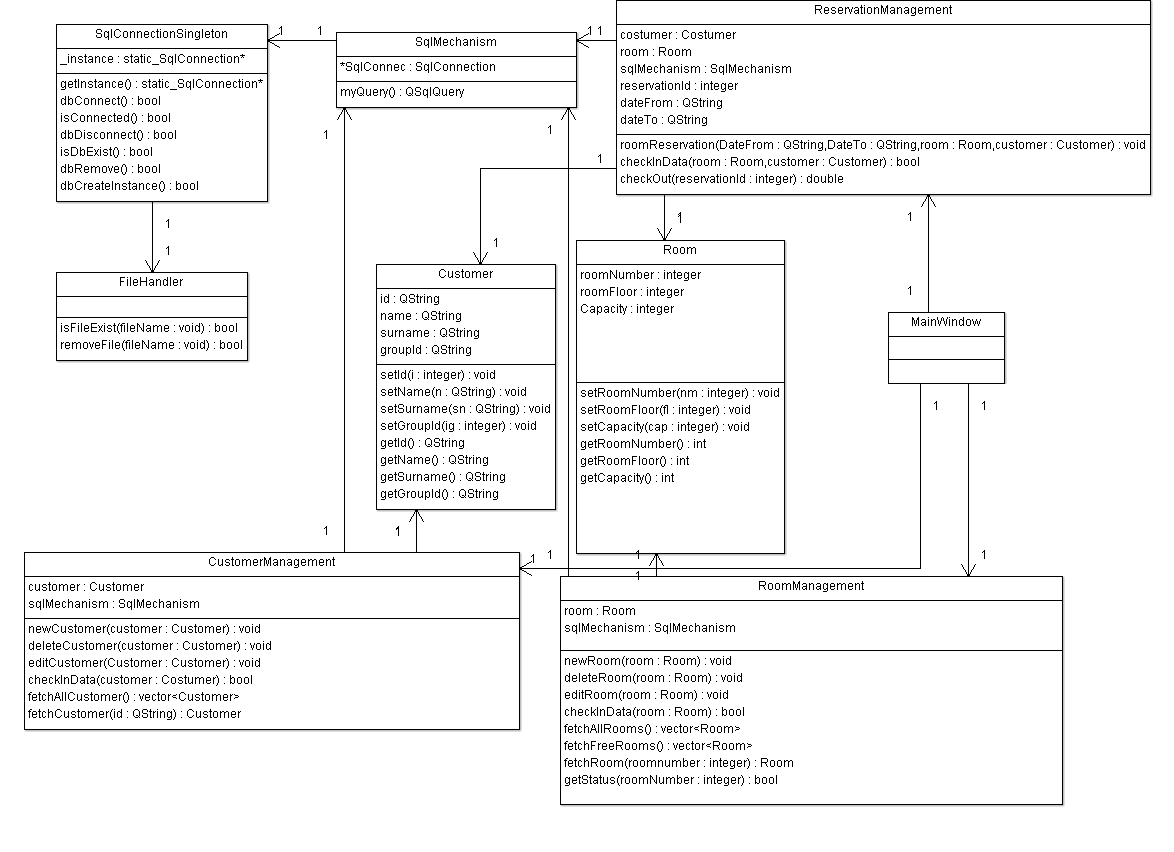 SqlConnectionSingleton
_instance : static_SqlConnection*
getInstance() : static_SqlConnection*
dbConnect() : bool
isConnected() : bool
dbDisconnect() : bool
isDbExist() : bool
dbRemove() : bool
dbCreateInstance() : bool
1
1
SqlMechanism
*SqlConnec : SqlConnection
myQuery() : QSqlQuery
1
1
ReservationManagement
costumer : Costumer
room : Room
sqlMechanism : SqlMechanism
reservationId : integer
dateFrom : QString
dateTo : QString
roomReservation(DateFrom : QString,DateTo : QString,room : Room,customer : Customer) : void
checkInData(room : Room,customer : Customer) : bool
checkOut(reservationId : integer) : double
1
1
1
1
1
1
1
FileHandler
isFileExist(fileName : void) : bool
removeFile(fileName : void) : bool
1
Customer
id : QString
name : QString
surname : QString
groupId : QString
setId(i : integer) : void
setName(n : QString) : void
setSurname(sn : QString) : void
setGroupId(ig : integer) : void
getId() : QString
getName() : QString
getSurname() : QString
getGroupId() : QString
Room
roomNumber : integer
roomFloor : integer
Capacity : integer
setRoomNumber(nm : integer) : void
setRoomFloor(fl : integer) : void
setCapacity(cap : integer) : void
getRoomNumber() : int
getRoomFloor() : int
getCapacity() : int
1
MainWindow
1
1
1
1
1
1
1
1
1
1
CustomerManagement
customer : Customer
sqlMechanism : SqlMechanism
newCustomer(customer : Customer) : void
deleteCustomer(customer : Customer) : void
editCustomer(Customer : Customer) : void
checkInData(customer : Costumer) : bool
fetchAllCustomer() : vector<Customer>
fetchCustomer(id : QString) : Customer
RoomManagement
room : Room
sqlMechanism : SqlMechanism
newRoom(room : Room) : void
deleteRoom(room : Room) : void
editRoom(room : Room) : void
checkInData(room : Room) : bool
fetchAllRooms() : vector<Room>
fetchFreeRooms() : vector<Room>
fetchRoom(roomnumber : integer) : Room
getStatus(roomNumber : integer) : bool